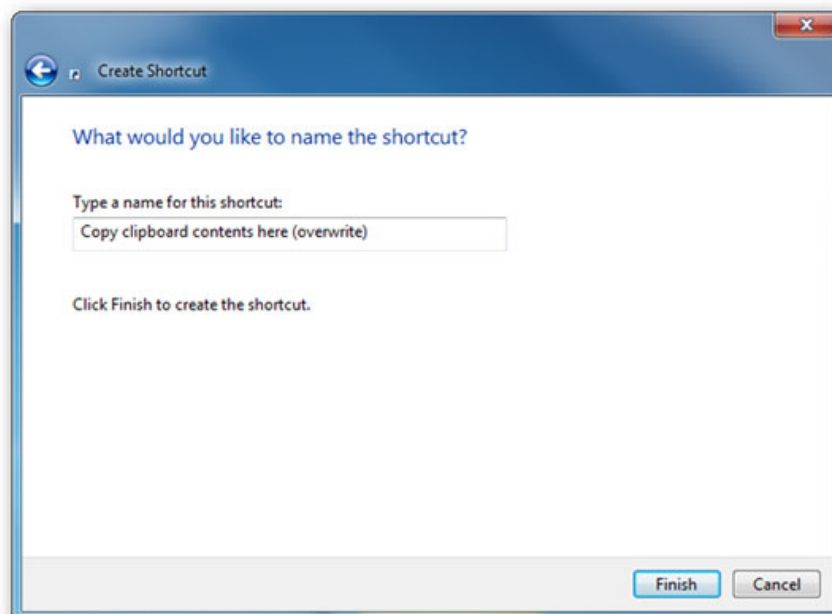 Create Shortcut
What would you like to name the shortcut?
Type a name for this shortcut:
Copy clipboard contents here (overwrite)
Click Finish to create the shortcut.
Finish Cancel